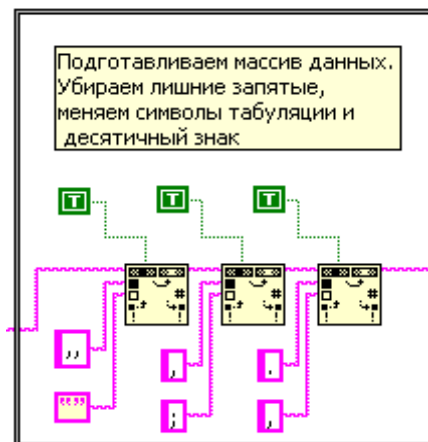 Подготавливаем массив данных.
Убираем лишние запятые,
меняем символы табуляции и
десятичный знак
T T T
,, , .
; ,